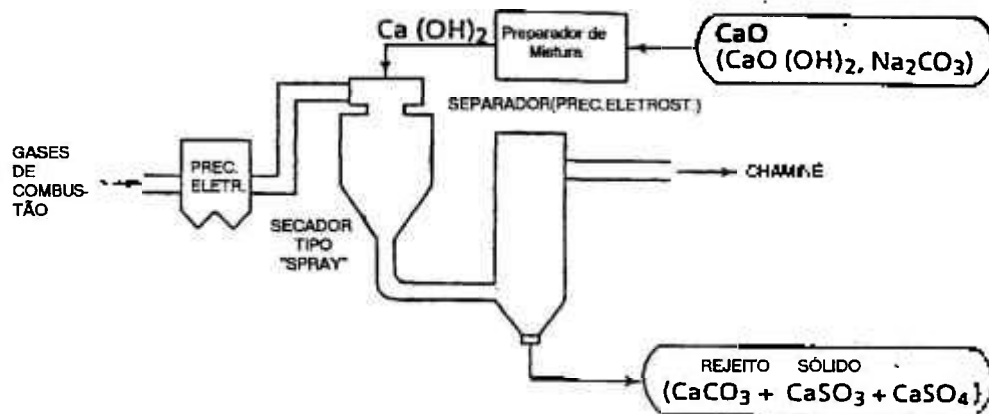 CaO
(CaO (OH)2, Na2CO3)
Preparador de
Mistura
Ca (OH)2
SEPARADOR(PREC.ELETROST.)
GASES
DE
COMBUS-
TÃO
PREC.
ELETR.
SECADOR
TIPO
"SPRAY"
CHAMINÉ
REJEITO SÓLIDO
(CaCO3 + CaSO3 + CaSO4}